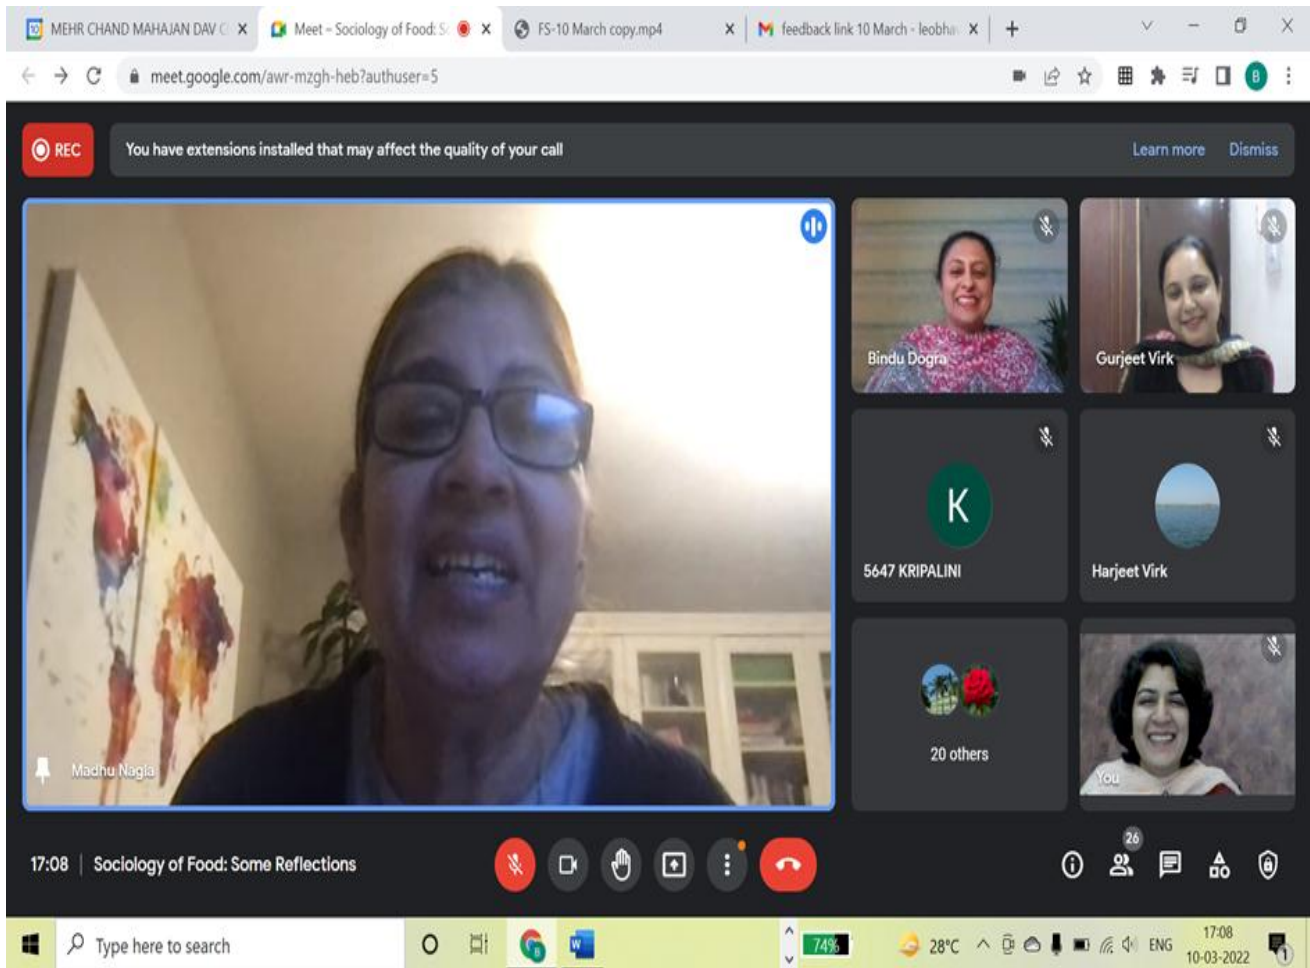 MEHR CHAND MAHAJAN DAV C
Meet – Sociology of Food: S
FS-10 March copy.mp4
feedback link 10 March - leobha
meet.google.com/awr-mzgh-heb?authuser=5
B
REC
You have extensions installed that may affect the quality of your call
Learn more
Dismiss
Bindu Dogra
Gurjeet Virk
K
5647 KRIPALINI
Harjeet Virk
Madhu Nagla
20 others
You
17:08 | Sociology of Food: Some Reflections
26
Type here to search
74%
28°C
ENG
17:08
10-03-2022
1